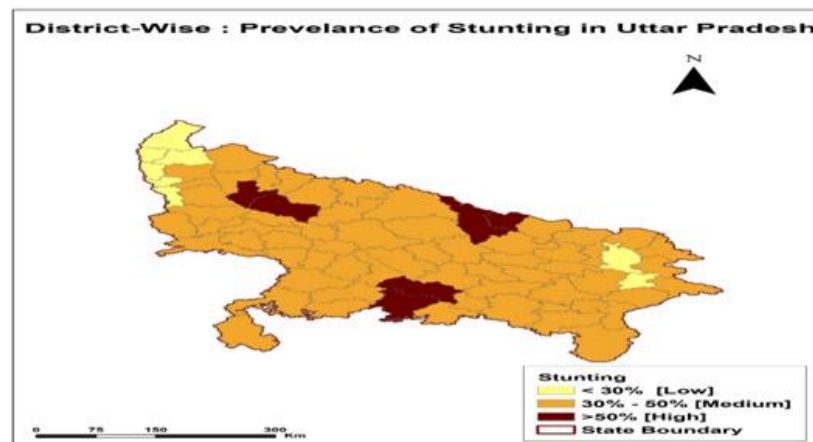 District-Wise : Prevelance of Stunting in Uttar Pradesh
N
Stunting
< 30% [Low]
30% - 50% [Medium]
>50% [High]
State Boundary
0 75 150 300
Km